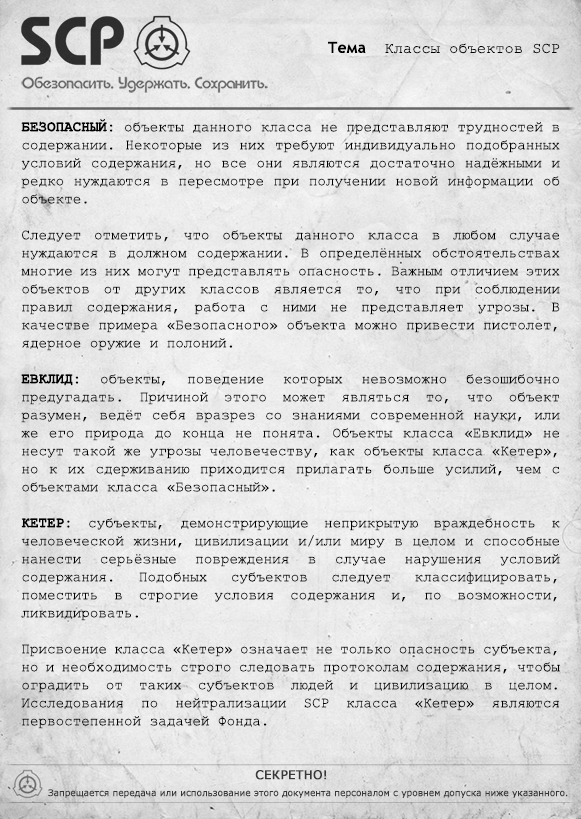 SCP
Обезопасить. Удержать. Сохранить.
Тема Классы объектов SCP
БЕЗОПАСНЫЙ: объекты данного класса не представляют трудностей в
содержании. Некоторые из них требуют индивидуально подобранных
условий содержания, но все они являются достаточно надёжными и
редко нуждаются в пересмотре при получении новой информации об
объекте.
Следует отметить, что объекты данного класса в любом случае
нуждаются в должном содержании. В определённых обстоятельствах
многие из них могут представлять опасность. Важным отличием этих
объектов от других классов является то, что при соблюдении
правил содержания, работа с ними не представляет угрозы. В
качестве примера «Безопасного» объекта можно привести пистолет,
ядерное оружие и полоний.
ЕВКЛИД: объекты, поведение которых невозможно безошибочно
предугадать. Причиной этого может являться то, что объект
разумен, ведёт себя вразрез со знаниями современной науки, или
же его природа до конца не понята. Объекты класса «Евклид» не
несут такой же угрозы человечеству, как объекты класса «Кетер»,
но к их сдерживанию приходится прилагать больше усилий, чем с
объектами класса «Безопасный».
КЕТЕР: субъекты, демонстрирующие неприкрытую враждебность к
человеческой жизни, цивилизации и/или миру в целом и способные
нанести серьёзные повреждения в случае нарушения условий
содержания. Подобных субъектов следует классифицировать,
поместить в строгие условия содержания и, по возможности,
ликвидировать.
Присвоение класса «Кетер» означает не только опасность субъекта,
но и необходимость строго следовать протоколам содержания, чтобы
оградить от таких субъектов людей и цивилизацию в целом.
Исследования по нейтрализации SCP класса «Кетер» являются
первостепенной задачей Фонда.
СЕКРЕТНО!
Запрещается передача или использование этого документа персоналом с уровнем допуска ниже указанного.